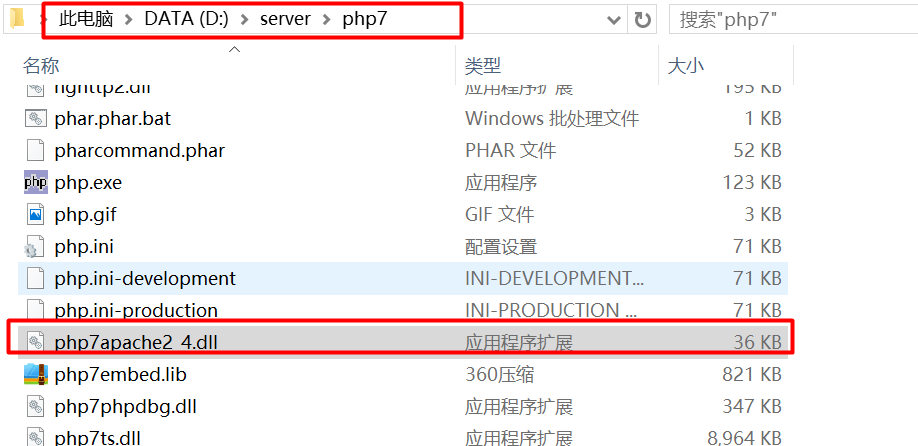 此电脑 > DATA (D:) > server > php7 搜索"php7"
名称 类型 大小
nghttp2.dll 应用程序扩展 195 KB
phar.phar.bat Windows 批处理文件 1 KB
pharcommand.phar PHAR 文件 52 KB
php php.exe 应用程序 123 KB
php.gif GIF 文件 3 KB
php.ini 配置设置 71 KB
php.ini-development INI-DEVELOPMENT... 71 KB
php.ini-production INI-PRODUCTION ... 71 KB
php7apache2_4.dll 应用程序扩展 36 KB
php7embed.lib 360压缩 821 KB
php7phpdbg.dll 应用程序扩展 347 KB
php7ts.dll 应用程序扩展 8,964 KB